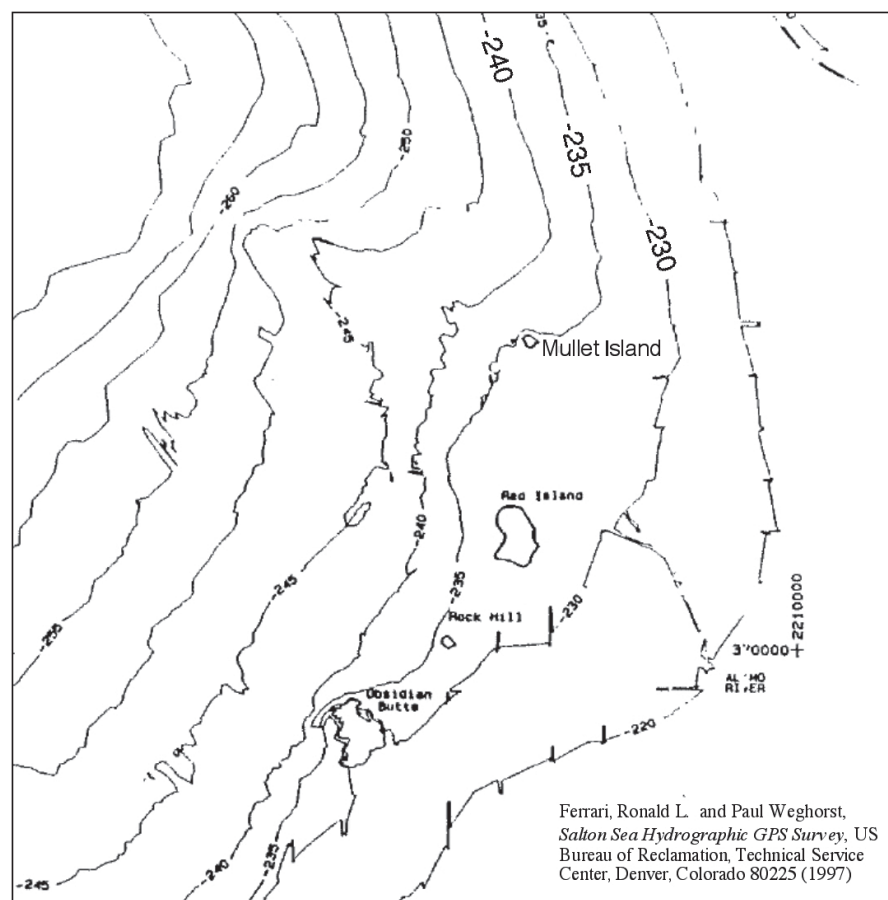 -240
-235
-250
-235
-260
-230
-245
Mullet Island
Red Island
-240
-245
-235
-230
Rock Hill
2210000
-255
RIVER
Obsidian
Butte
-220
-240
-235
-245
Ferrari, Ronald L. and Paul Weghorst,
Salton Sea Hydrographic GPS Survey, US
Bureau of Reclamation, Technical Service
Center, Denver, Colorado 80225 (1997)